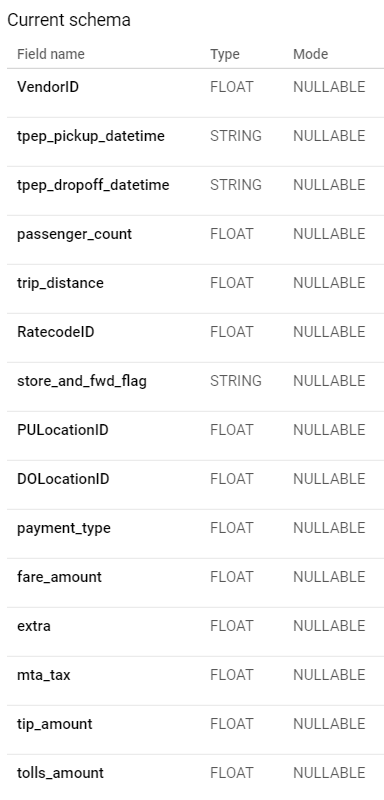 Current schema
Field name Type Mode
VendorID FLOAT NULLABLE
tpep_pickup_datetime STRING NULLABLE
tpep_dropoff_datetime STRING NULLABLE
passenger_count FLOAT NULLABLE
trip_distance FLOAT NULLABLE
RatecodeID FLOAT NULLABLE
store_and_fwd_flag STRING NULLABLE
PULocationID FLOAT NULLABLE
DOLocationID FLOAT NULLABLE
payment_type FLOAT NULLABLE
fare_amount FLOAT NULLABLE
extra FLOAT NULLABLE
mta_tax FLOAT NULLABLE
tip_amount FLOAT NULLABLE
tolls_amount FLOAT NULLABLE